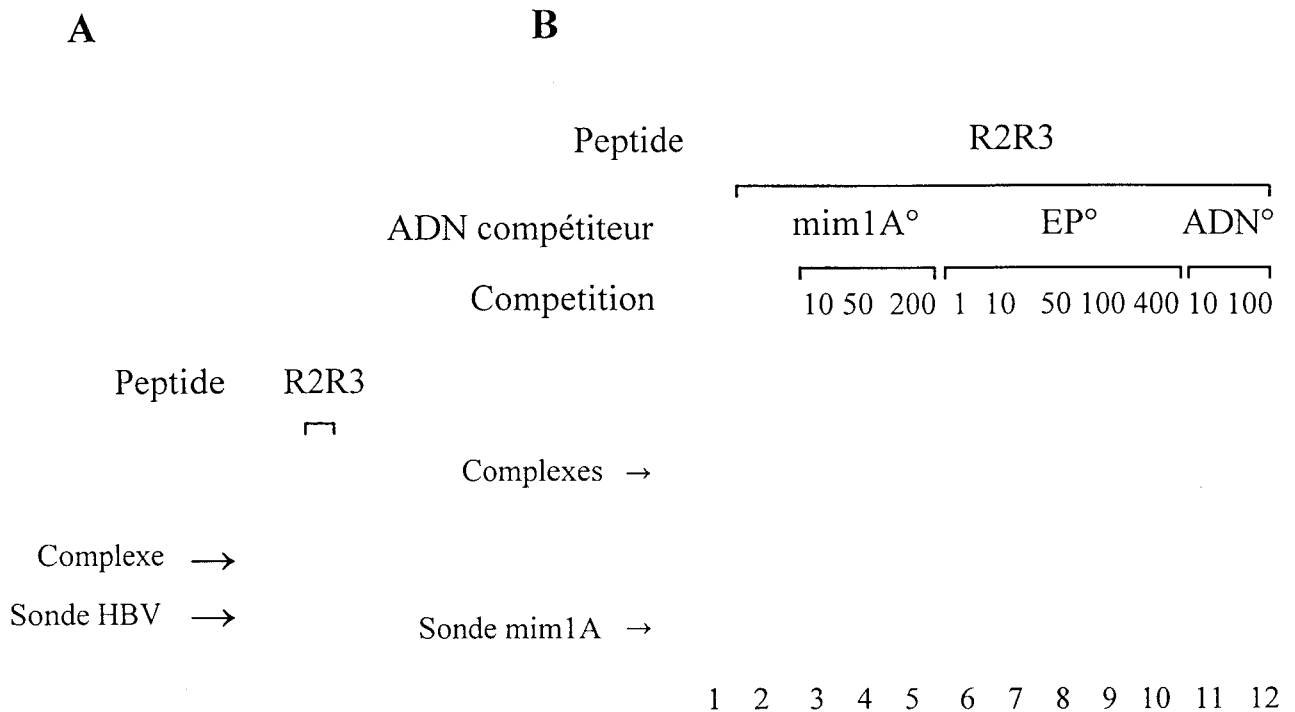 A
B
Peptide R2R3
ADN compétiteur mim1A° EP° ADN°
Competition 10 50 200 1 10 50 100 400 10 100
Peptide R2R3
Complexes →
Complexe →
Sonde HBV →
Sonde mim1A →
1 2 3 4 5 6 7 8 9 10 11 12